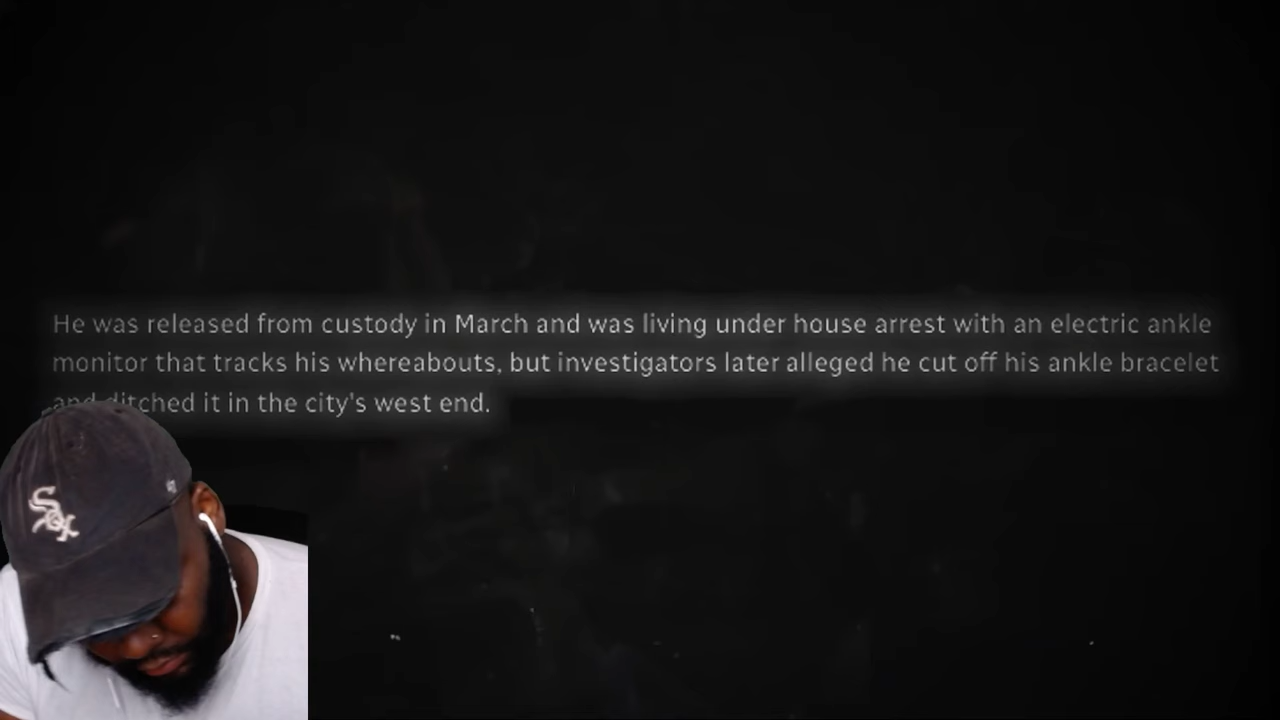 He was released from custody in March and was living under house arrest with an electric ankle
monitor that tracks his whereabouts, but investigators later alleged he cut off his ankle bracelet
and ditched it in the city's west end.
Sox